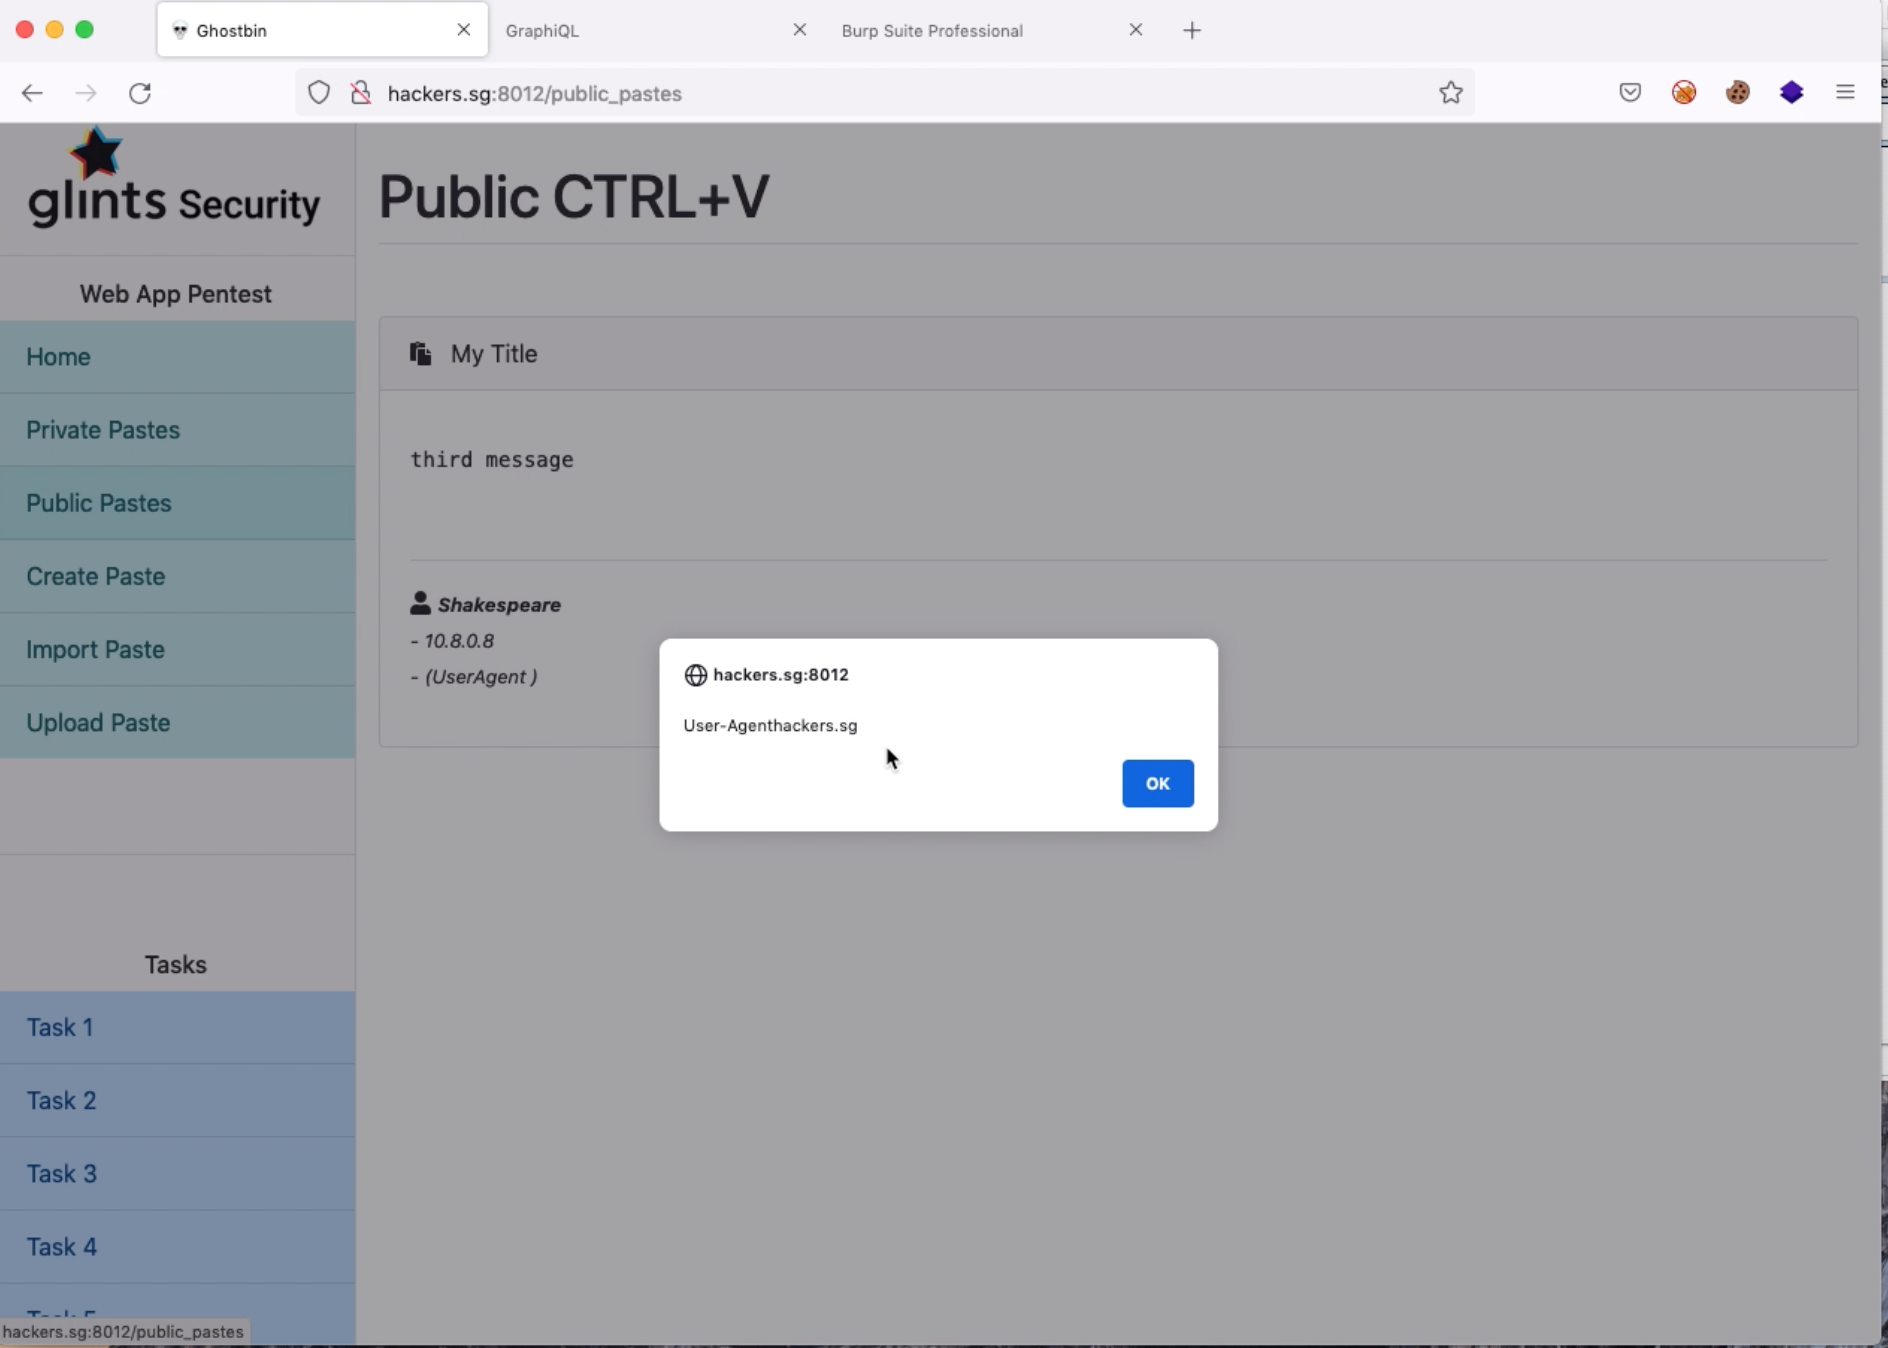 Ghostbin
GraphiQL
Burp Suite Professional
hackers.sg:8012/public_pastes
glints Security
Web App Pentest
Home
Private Pastes
Public Pastes
Create Paste
Import Paste
Upload Paste
Tasks
Task 1
Task 2
Task 3
Task 4
Public CTRL+V
My Title
third message
Shakespeare
- 10.8.0.8
- (UserAgent )
hackers.sg:8012
User-Agenthackers.sg
OK
hackers.sg:8012/public_pastes